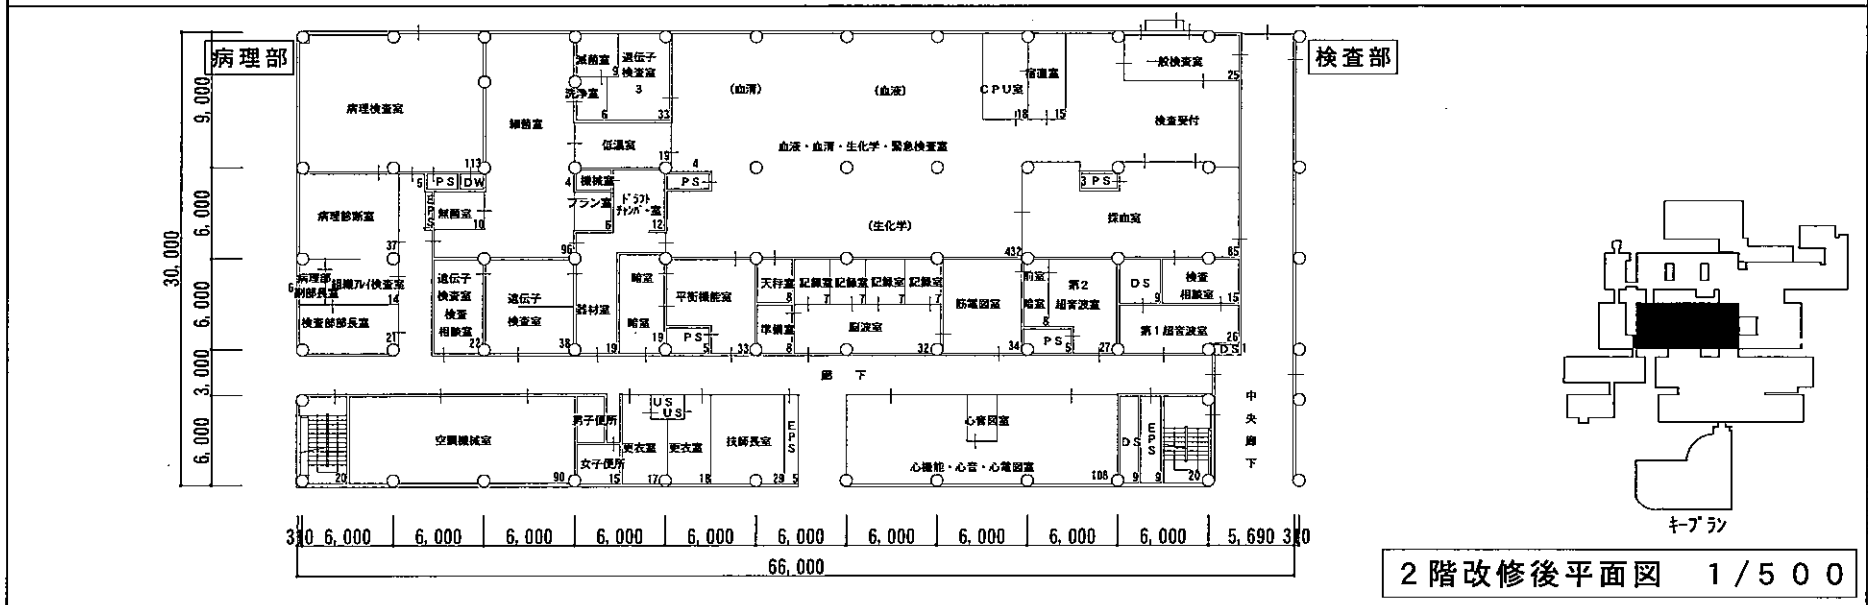 病理部
検査部
9,000
6,000
6,000
3,000
6,000
30,000
病理検査室
113
細菌室
96
滅菌室
9
遺伝子
検査室
3
33
洗浄室
6
低温室
19
(血清)
(血液)
血液・血清・生化学・緊急検査室
(生化学)
432
CPU室
18
宿直室
15
一般検査室
25
検査受付
病理診断室
37
5
PS
DW
無菌室
10
4
機械室
フラン室
6
ドラフト
チャンバー室
12
4
PS
3
PS
採血室
65
病理部
副部長室
6
組織アレイ検査室
14
検査部部長室
21
遺伝子
検査室
検査
相談室
22
遺伝子
検査室
38
器材室
19
暗室
暗室
19
平衡機能室
33
PS
5
天秤室
8
準備室
8
記録室
7
記録室
7
記録室
7
記録室
7
脳波室
32
筋電図室
34
前室
暗室
8
第2
超音波室
27
PS
5
DS
9
検査
相談室
15
第1超音波室
26
DS
1
廊下
中央廊下
20
空調機械室
90
男子便所
女子便所
15
US
US
更衣室
17
更衣室
18
技師長室
29
EPS
5
心音図室
心機能・心音・心電図室
108
DS
9
EPS
9
20
310
6,000
6,000
6,000
6,000
6,000
6,000
6,000
6,000
6,000
6,000
5,690
310
66,000
キープラン
2階改修後平面図 1/500